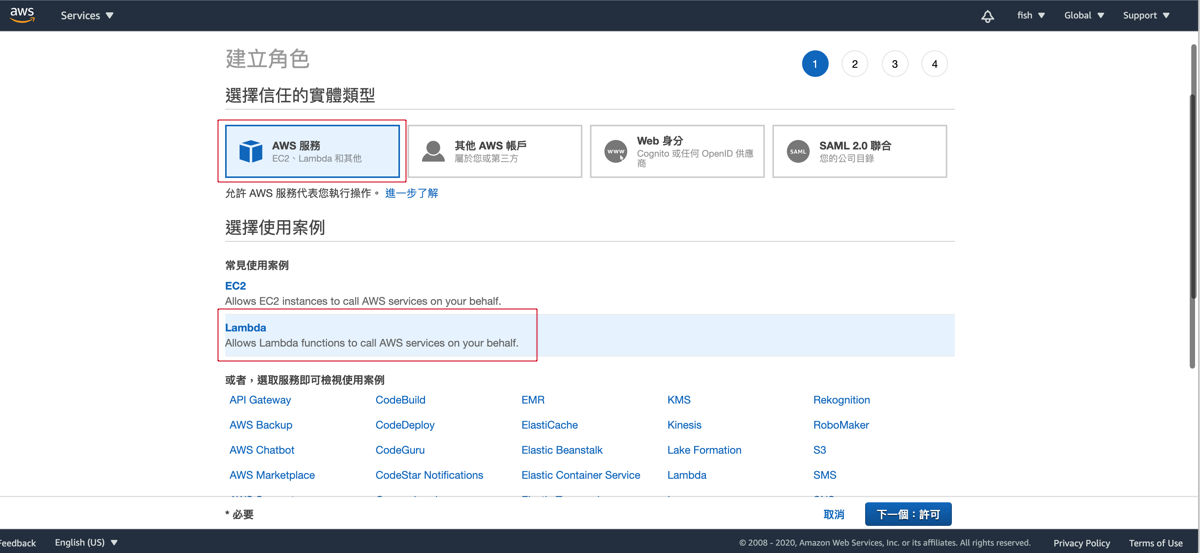 aws
Services
fish
Global
Support
建立角色
1
2
3
4
選擇信任的實體類型
AWS 服務
EC2、Lambda 和其他
其他 AWS 帳戶
屬於您或第三方
www
Web 身分
Cognito 或任何 OpenID 供應
商
SAML
SAML 2.0 聯合
您的公司目錄
允許 AWS 服務代表您執行操作。 進一步了解
選擇使用案例
常見使用案例
EC2
Allows EC2 instances to call AWS services on your behalf.
Lambda
Allows Lambda functions to call AWS services on your behalf.
或者，選取服務即可檢視使用案例
API Gateway
CodeBuild
EMR
KMS
Rekognition
AWS Backup
CodeDeploy
ElastiCache
Kinesis
RoboMaker
AWS Chatbot
CodeGuru
Elastic Beanstalk
Lake Formation
S3
AWS Marketplace
CodeStar Notifications
Elastic Container Service
Lambda
SMS
* 必要
取消
下一個：許可
Feedback
English (US)
© 2008 - 2020, Amazon Web Services, Inc. or its affiliates. All rights reserved.
Privacy Policy
Terms of Use